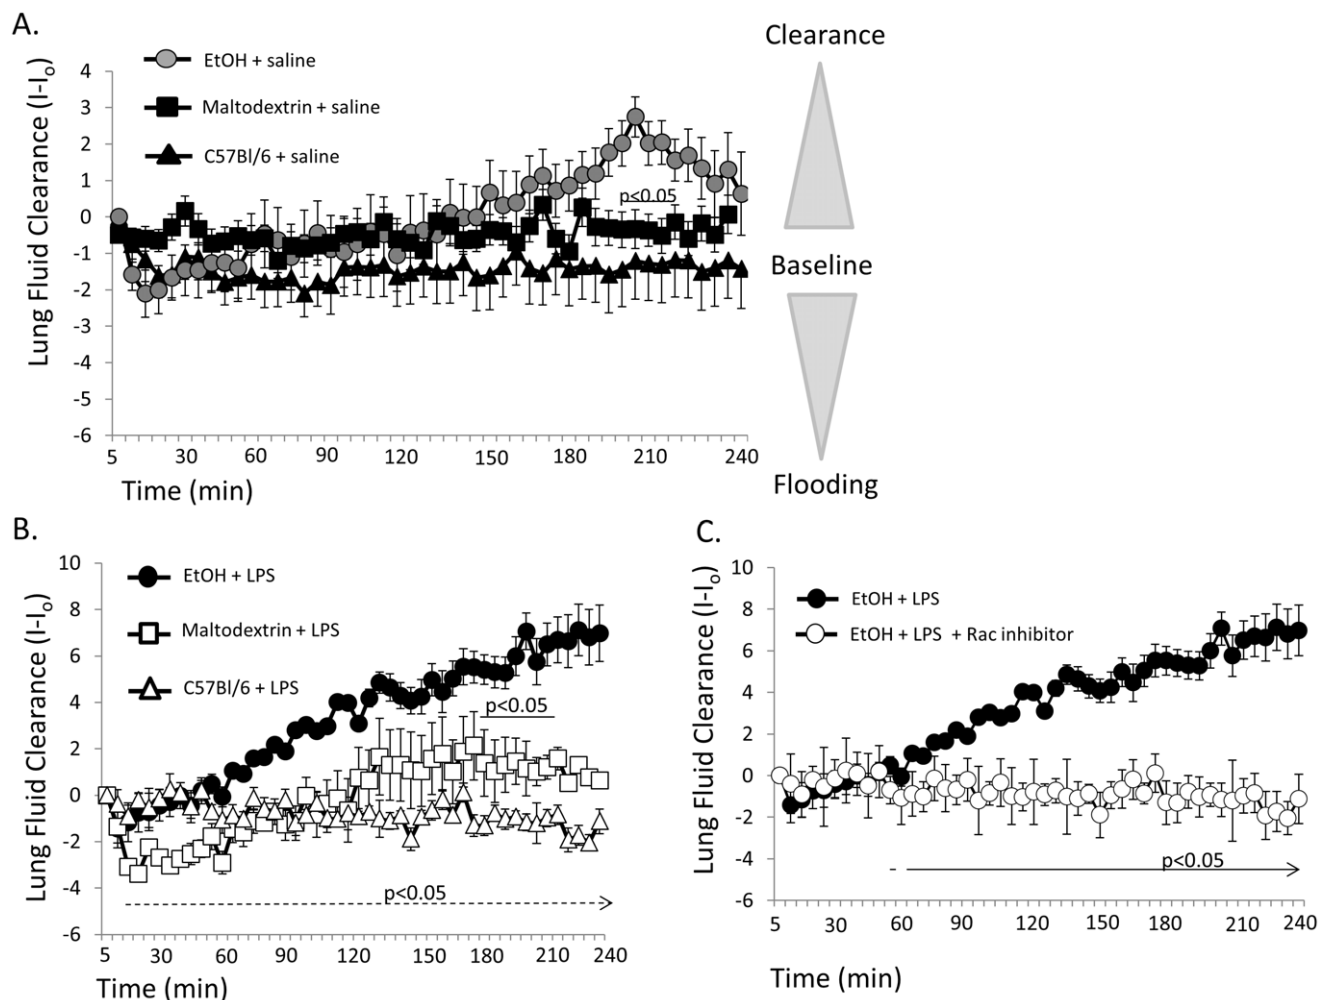 A.
Clearance
EtOH + saline
Maltodextrin + saline
C57Bl/6 + saline
Lung Fluid Clearance (I-Io)
4
3
2
1
0
-1
-2
-3
-4
-5
-6
p<0.05
5 30 60 90 120 150 180 210 240
Time (min)
Baseline
Flooding
B.
EtOH + LPS
Maltodextrin + LPS
C57Bl/6 + LPS
Lung Fluid Clearance (I-Io)
10
8
6
4
2
0
-2
-4
-6
p<0.05
p<0.05
5 30 60 90 120 150 180 210 240
Time (min)
C.
EtOH + LPS
EtOH + LPS + Rac inhibitor
Lung Fluid Clearance (I-Io)
10
8
6
4
2
0
-2
-4
-6
p<0.05
5 30 60 90 120 150 180 210 240
Time (min)